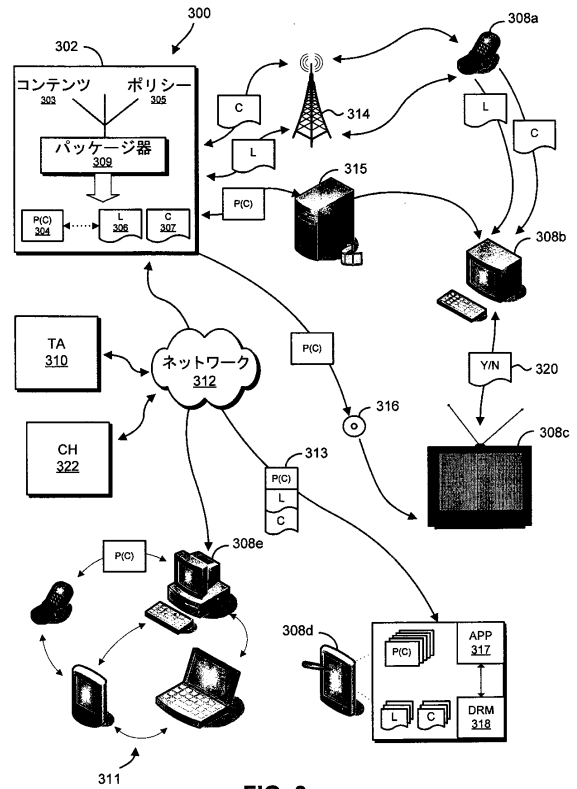 300
302
308a
コンテンツ
303
ポリシー
305
C
L
314
L
C
パッケージ器
309
P(C)
315
P(C)
304
L
306
C
307
308b
TA
310
ネットワーク
312
P(C)
Y/N
320
316
CH
322
313
308c
P(C)
L
C
P(C)
308e
308d
P(C)
APP
317
L
C
DRM
318
311